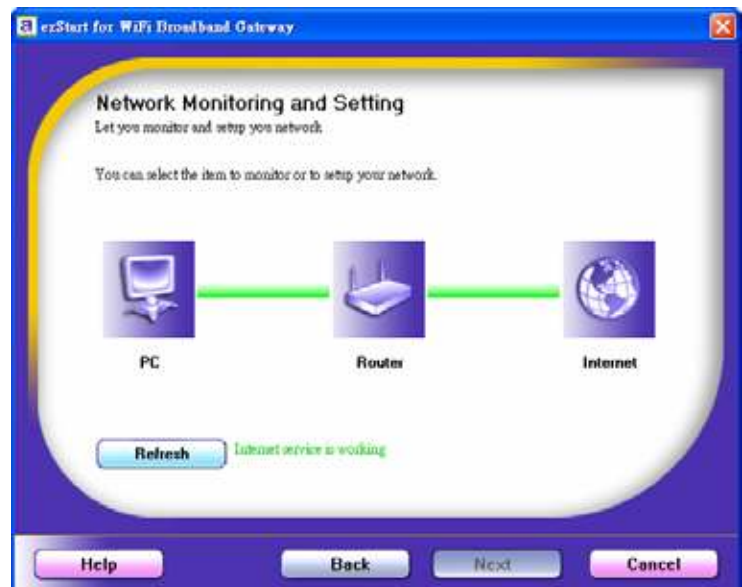 a ezStart for WiFi Broadband Gateway
Network Monitoring and Setting
Let you monitor and setup you network
You can select the item to monitor or to setup your network.
PC Router Internet
Refresh Internet service is working
Help Back Next Cancel